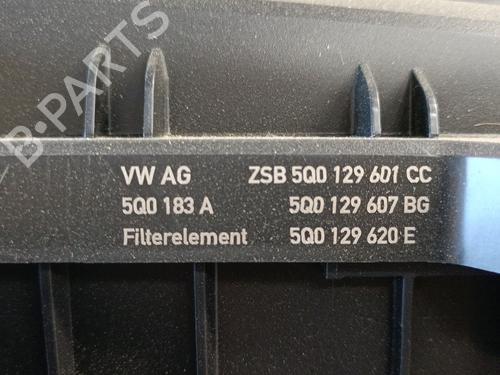 B-PARTS
VW AG ZSB 5Q0 129 601 CC
5Q0 183 A 5Q0 129 607 BG
Filterelement 5Q0 129 620 E